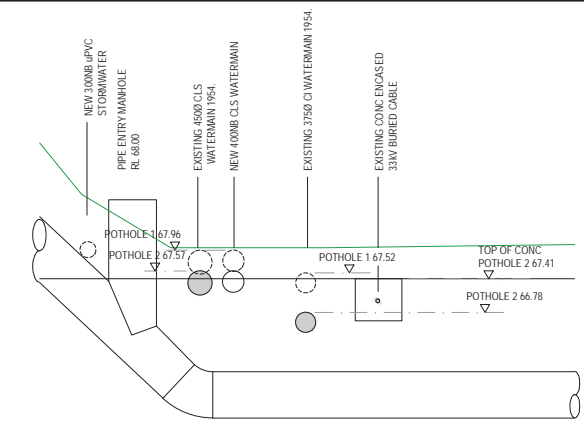 NEW 300NB uPVC
STORMWATER
PIPE ENTRY MANHOLE
RL 68.00
EXISTING 450Ø CLS
WATERMAIN 1954.
NEW 400NB CLS WATERMAIN
EXISTING 375Ø CI WATERMAIN 1954.
EXISTING CONC ENCASED
33kV BURIED CABLE
POTHOLE 1 67.96
POTHOLE 2 67.57
POTHOLE 1 67.52
TOP OF CONC
POTHOLE 2 67.41
POTHOLE 2 66.78